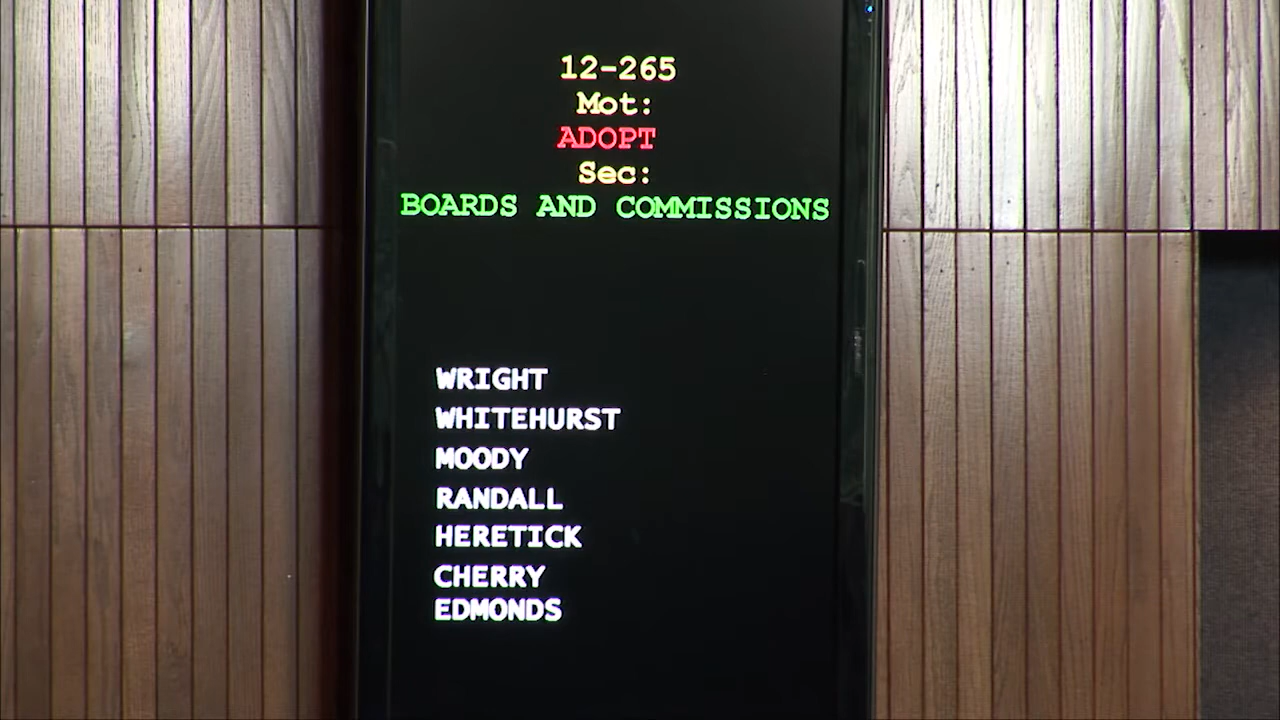 12-265
Mot:
ADOPT
Sec:
BOARDS AND COMMISSIONS
WRIGHT
WHITEHURST
MOODY
RANDALL
HERETICK
CHERRY
EDMONDS